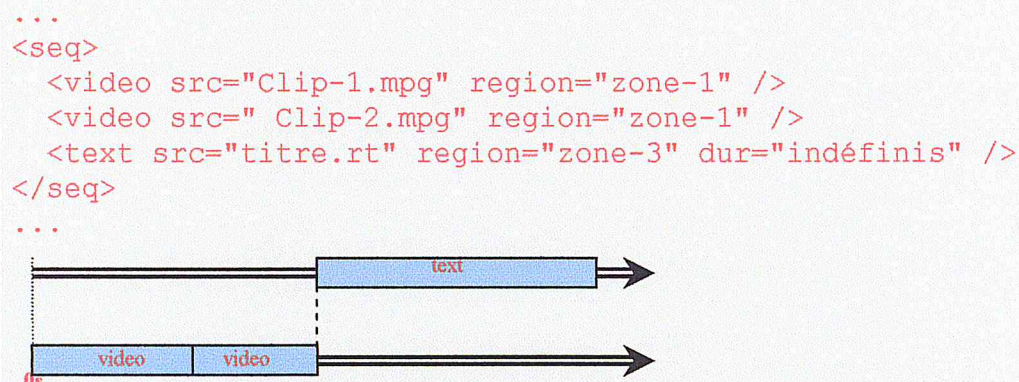 ...
<seq>
<video src="Clip-1.mpg" region="zone-1" />
<video src=" Clip-2.mpg" region="zone-1" />
<text src="titre.rt" region="zone-3" dur="indéfinis" />
</seq>
...
text
video video
0s